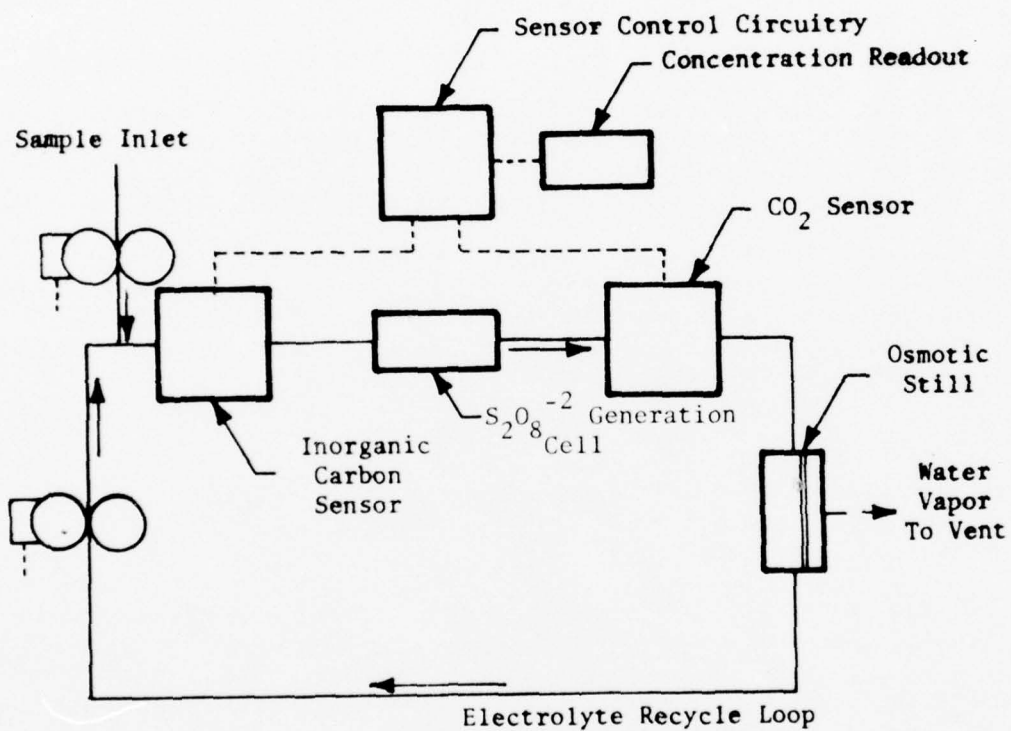 Sensor Control Circuitry
Concentration Readout
Sample Inlet
CO₂ Sensor
Osmotic
Still
S₂O₈⁻² Generation
Cell
Inorganic
Carbon
Sensor
Water
Vapor
To Vent
Electrolyte Recycle Loop